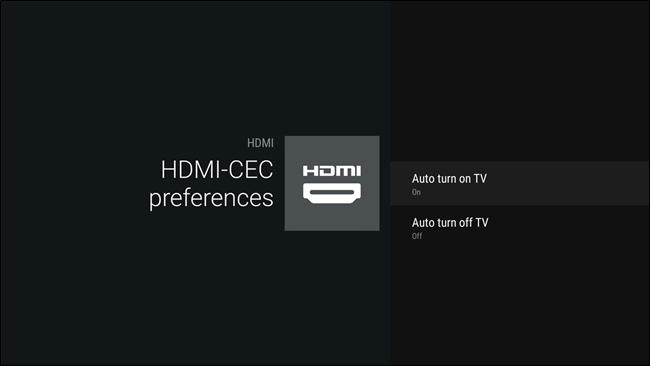 HDMI
HDMI-CEC
preferences
HDMI
Auto turn on TV
On
Auto turn off TV
Off